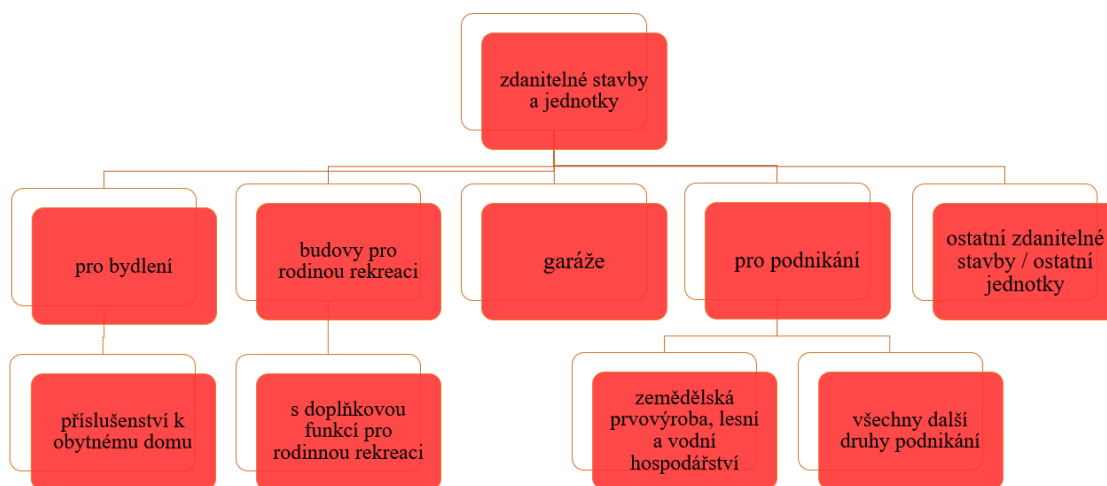 zdanitelné stavby
a jednotky
pro bydlení
budovy pro
rodinou rekreaci
garáže
pro podnikání
ostatní zdanitelné
stavby / ostatní
jednotky
příslušenství k
obytnému domu
s doplňkovou
funkcí pro
rodinnou rekreaci
zemědělská
prvovýroba, lesní
a vodní
hospodářství
všechny další
druhy podnikání